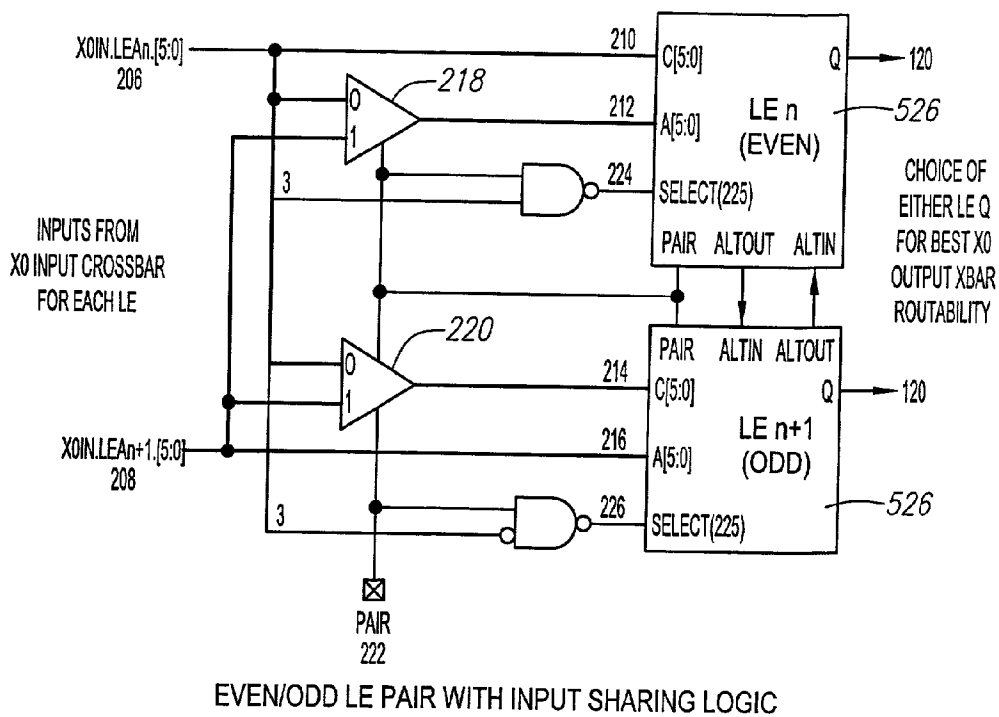 X0IN.LEAn.[5:0]
206
210
C[5:0]
Q
120
218
0
1
212
A[5:0]
LE n
(EVEN)
526
3
224
SELECT(225)
PAIR
ALTOUT
ALTIN
CHOICE OF
EITHER LE Q
FOR BEST X0
OUTPUT XBAR
ROUTABILITY
INPUTS FROM
X0 INPUT CROSSBAR
FOR EACH LE
220
0
1
214
PAIR
ALTIN
ALTOUT
C[5:0]
Q
120
X0IN.LEAn+1.[5:0]
208
216
A[5:0]
LE n+1
(ODD)
526
3
226
SELECT(225)
PAIR
222
EVEN/ODD LE PAIR WITH INPUT SHARING LOGIC